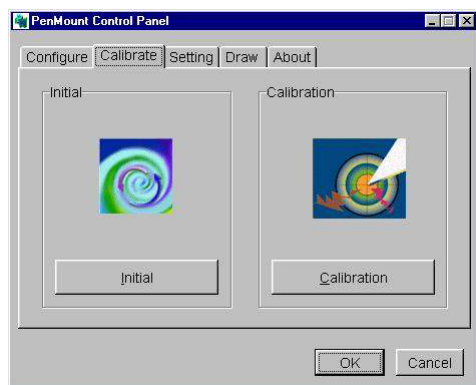 PenMount Control Panel
Configure Calibrate Setting Draw About
Initial Calibration
Initial Calibration
OK Cancel